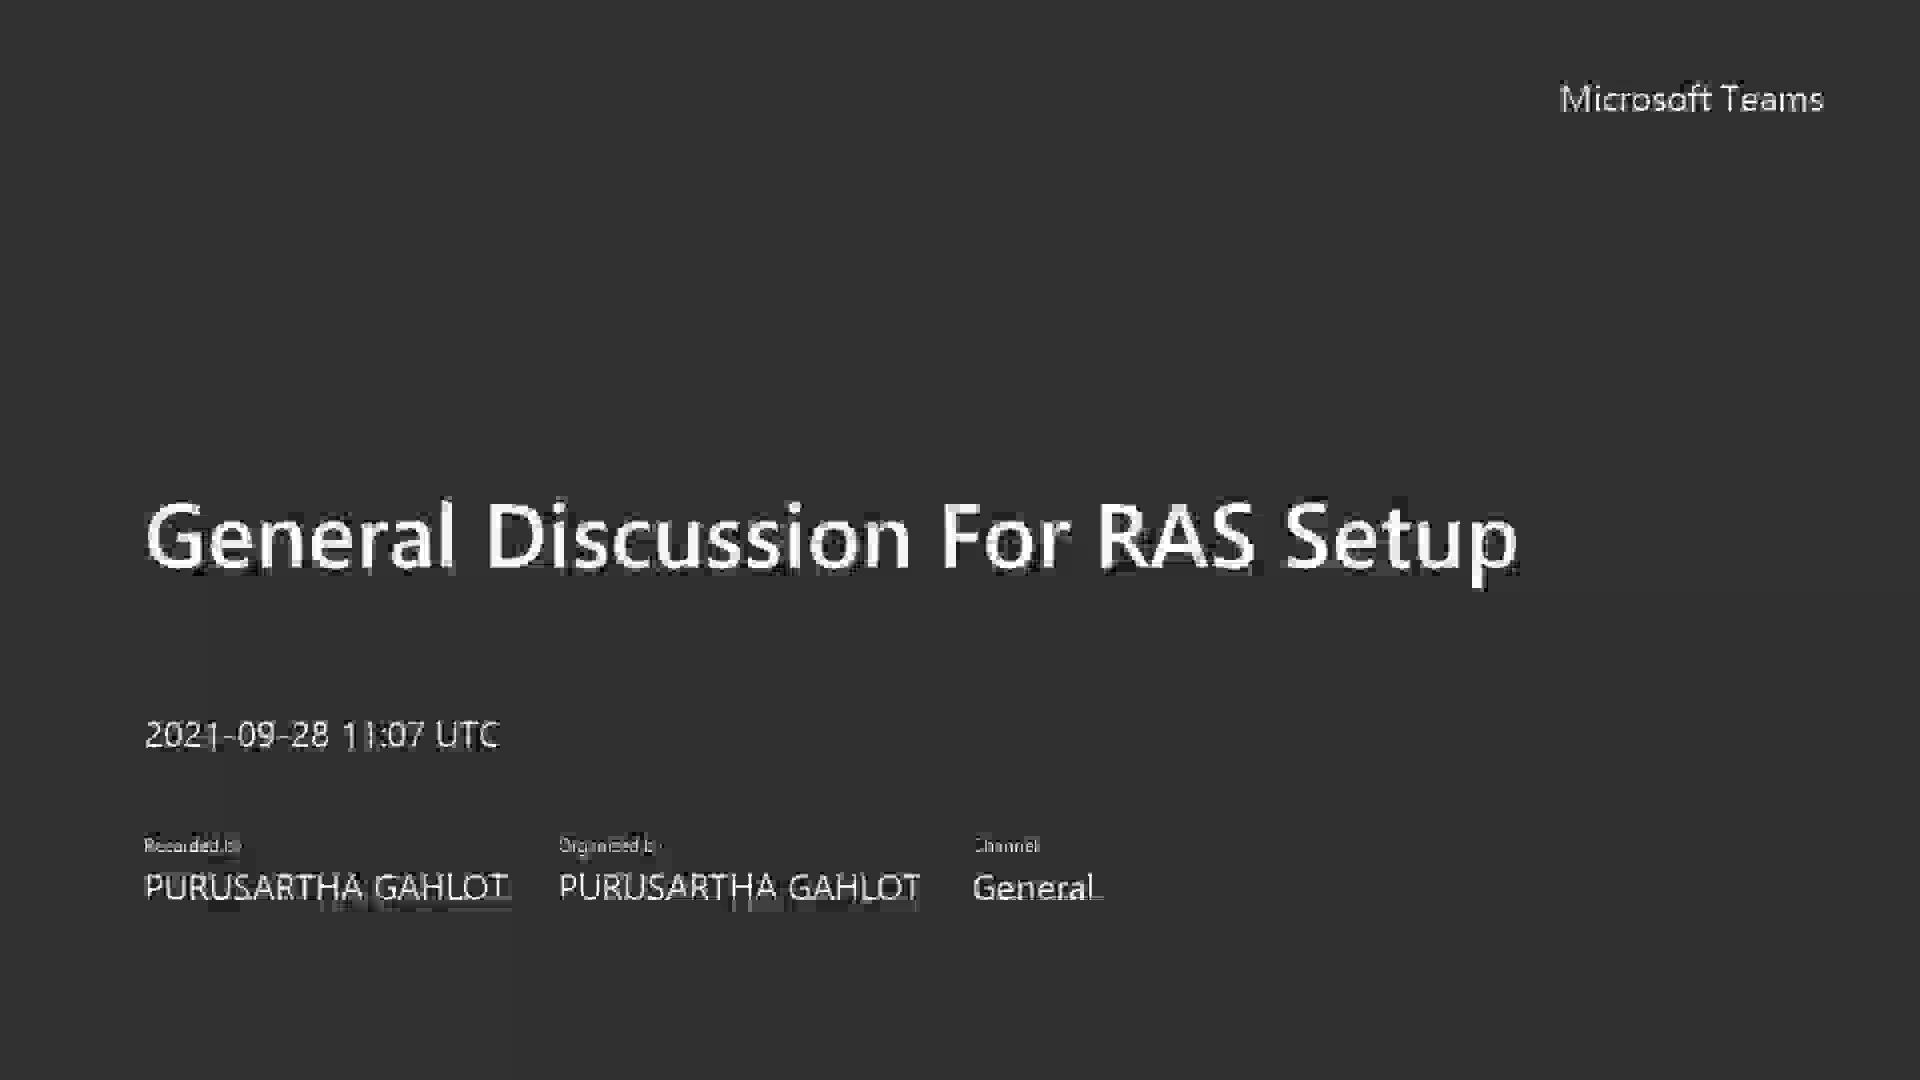 Microsoft Teams
General Discussion For RAS Setup
2021-09-28 11:07 UTC
Recorded by Organized by Channel
PURUSARTHA GAHLOT PURUSARTHA GAHLOT General